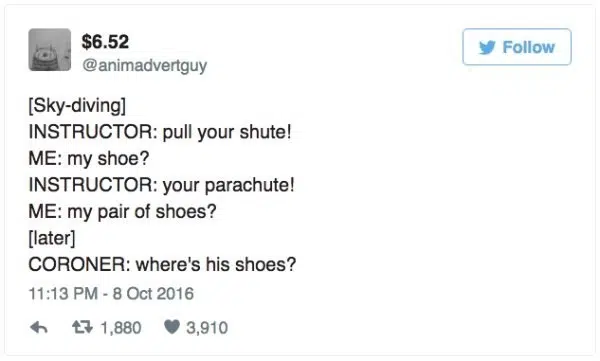 $6.52
@animadvertguy
Follow
[Sky-diving]
INSTRUCTOR: pull your shute!
ME: my shoe?
INSTRUCTOR: your parachute!
ME: my pair of shoes?
[later]
CORONER: where's his shoes?
11:13 PM - 8 Oct 2016
1,880 3,910